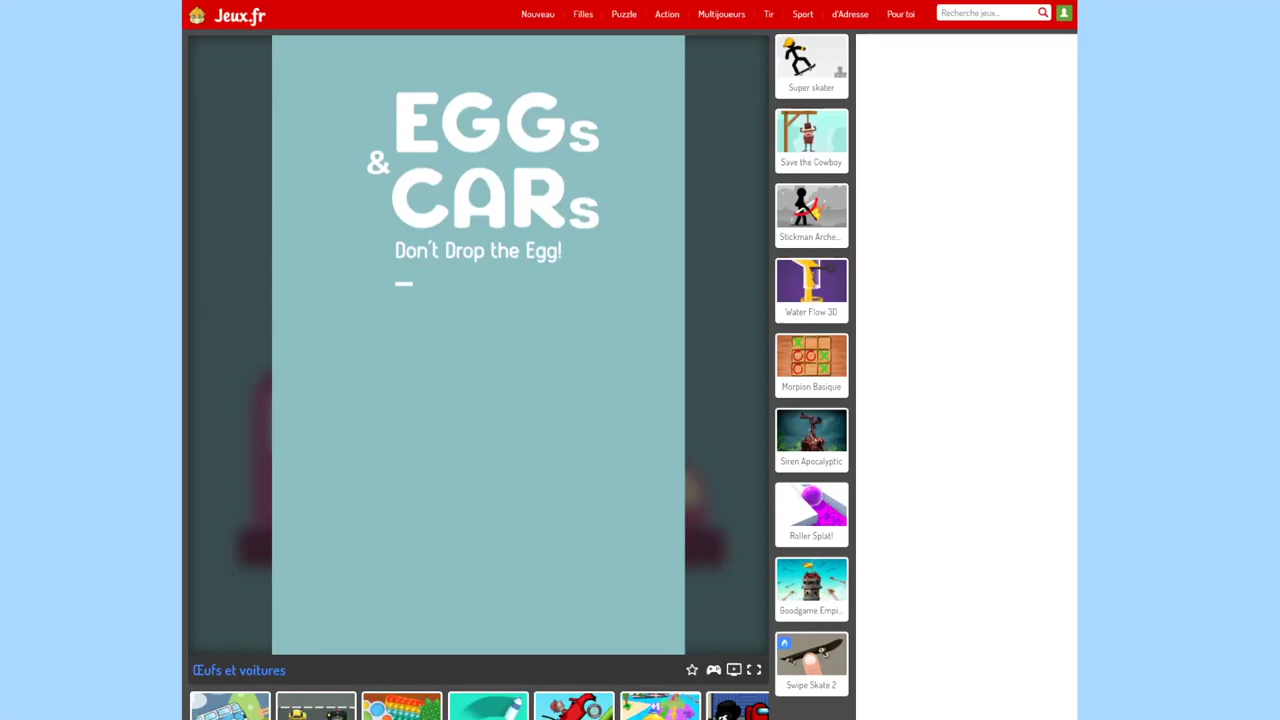 Jeux.fr
Nouveau
Filles
Puzzle
Action
Multijoueurs
Tir
Sport
d'Adresse
Pour toi
Recherche jeux...
EGGs
&
CARs
Don't Drop the Egg!
Super skater
Save the Cowboy
Stickman Arche...
Water Flow 3D
Morpion Basique
Siren Apocalyptic
Roller Splat!
Goodgame Empi...
Swipe Skate 2
Œufs et voitures